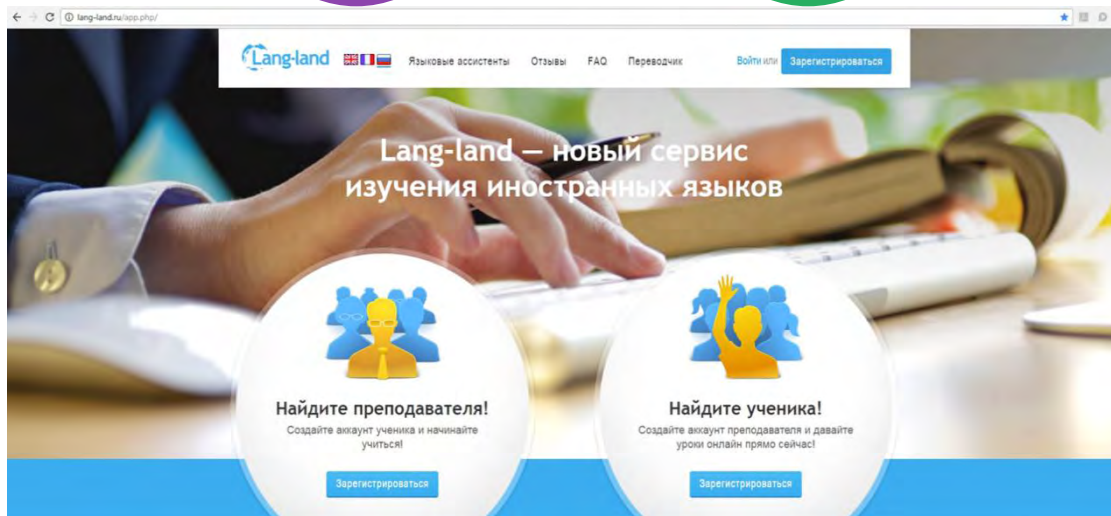 lang-land.ru/app.php/
Lang-land
Языковые ассистенты Отзывы FAQ Переводчик
Войти или Зарегистрироваться
Lang-land — новый сервис
изучения иностранных языков
Найдите преподавателя!
Создайте аккаунт ученика и начинайте
учиться!
Зарегистрироваться
Найдите ученика!
Создайте аккаунт преподавателя и давайте
уроки онлайн прямо сейчас!
Зарегистрироваться